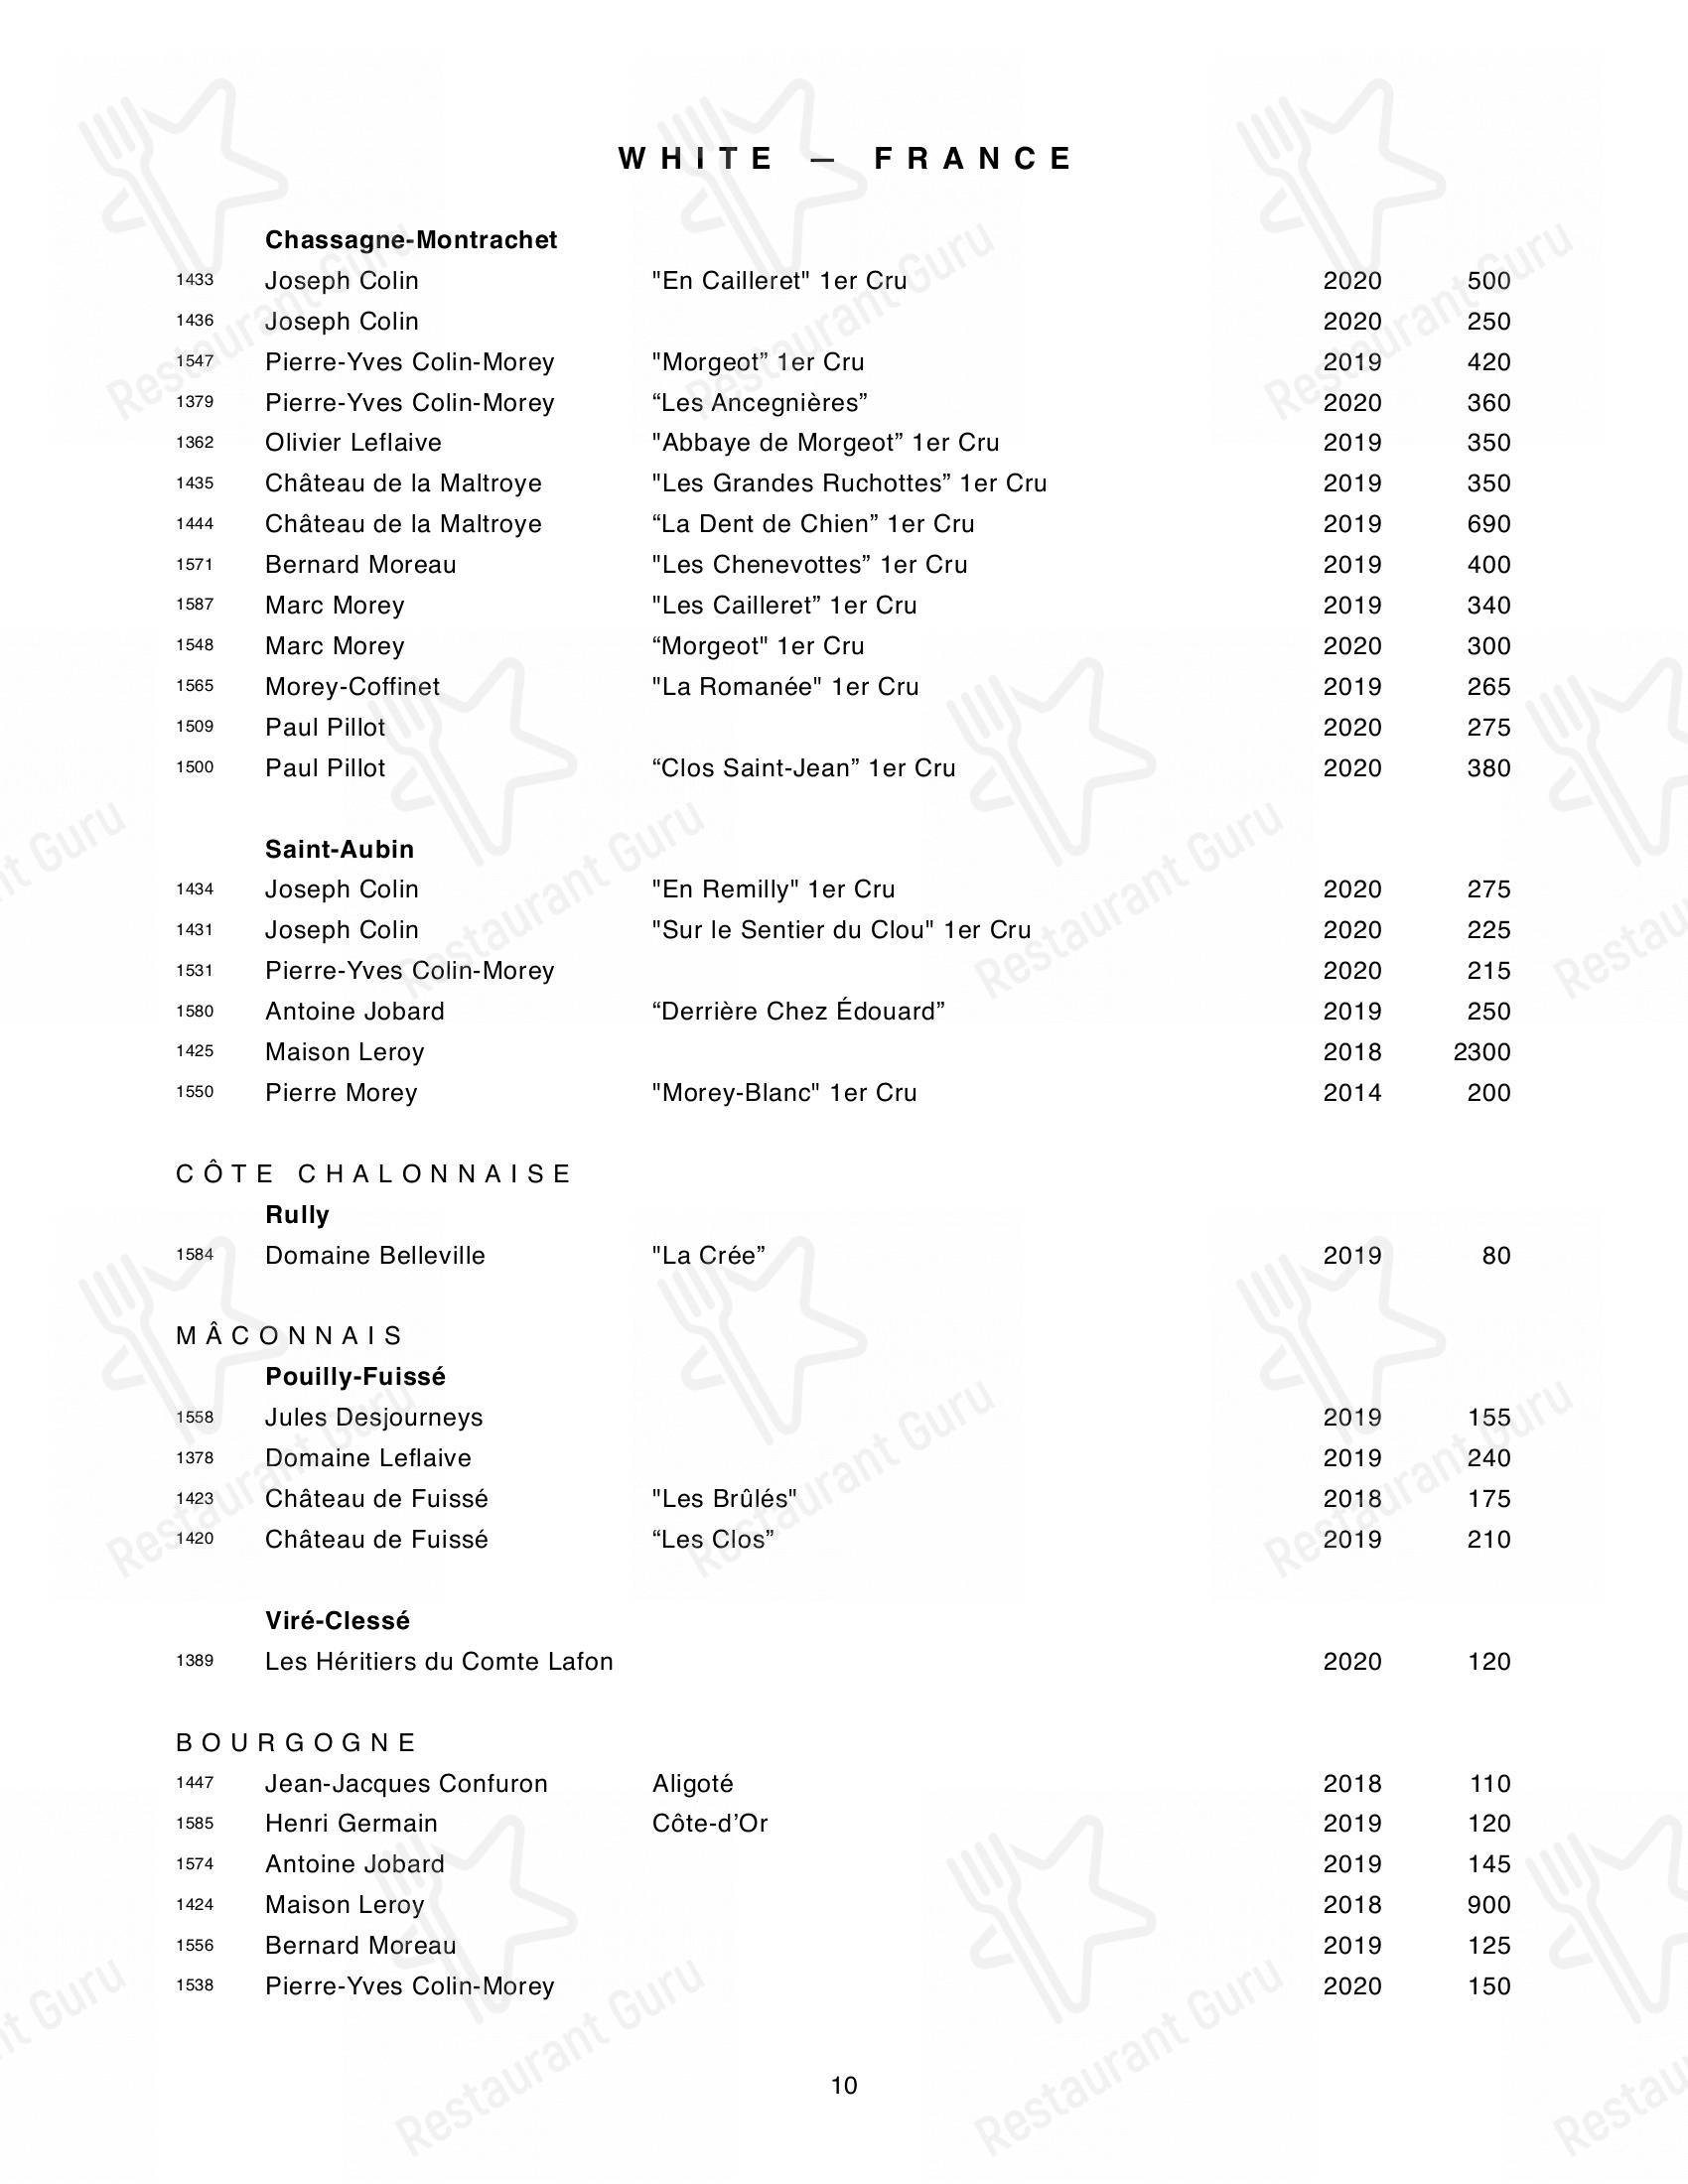 WHITE — FRANCE
Chassagne-Montrachet
1433 Joseph Colin "En Cailleret" 1er Cru 2020 500
1436 Joseph Colin 2020 250
1547 Pierre-Yves Colin-Morey "Morgeot” 1er Cru 2019 420
1379 Pierre-Yves Colin-Morey “Les Ancegnières” 2020 360
1362 Olivier Leflaive "Abbaye de Morgeot” 1er Cru 2019 350
1435 Château de la Maltroye "Les Grandes Ruchottes” 1er Cru 2019 350
1444 Château de la Maltroye “La Dent de Chien” 1er Cru 2019 690
1571 Bernard Moreau "Les Chenevottes” 1er Cru 2019 400
1587 Marc Morey "Les Cailleret” 1er Cru 2019 340
1548 Marc Morey “Morgeot" 1er Cru 2020 300
1565 Morey-Coffinet "La Romanée" 1er Cru 2019 265
1509 Paul Pillot 2020 275
1500 Paul Pillot “Clos Saint-Jean” 1er Cru 2020 380
Saint-Aubin
1434 Joseph Colin "En Remilly" 1er Cru 2020 275
1431 Joseph Colin "Sur le Sentier du Clou" 1er Cru 2020 225
1531 Pierre-Yves Colin-Morey 2020 215
1580 Antoine Jobard “Derrière Chez Édouard” 2019 250
1425 Maison Leroy 2018 2300
1550 Pierre Morey "Morey-Blanc" 1er Cru 2014 200
CÔTE CHALONNAISE
Rully
1584 Domaine Belleville "La Crée” 2019 80
MÂCONNAIS
Pouilly-Fuissé
1558 Jules Desjourneys 2019 155
1378 Domaine Leflaive 2019 240
1423 Château de Fuissé "Les Brûlés" 2018 175
1420 Château de Fuissé “Les Clos” 2019 210
Viré-Clessé
1389 Les Héritiers du Comte Lafon 2020 120
BOURGOGNE
1447 Jean-Jacques Confuron Aligoté 2018 110
1585 Henri Germain Côte-d’Or 2019 120
1574 Antoine Jobard 2019 145
1424 Maison Leroy 2018 900
1556 Bernard Moreau 2019 125
1538 Pierre-Yves Colin-Morey 2020 150
10
Restaurant Guru